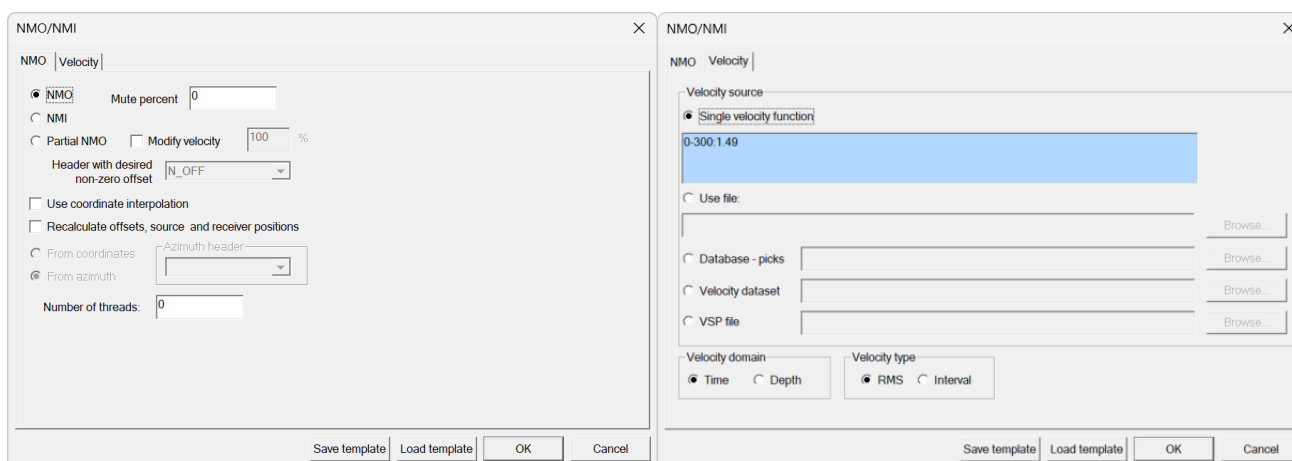 NMO/NMI
NMO Velocity
NMO Mute percent 0
NMI
Partial NMO Modify velocity 100 %
Header with desired
non-zero offset N_OFF
Use coordinate interpolation
Recalculate offsets, source and receiver positions
From coordinates Azimuth header
From azimuth
Number of threads: 0
Save template Load template OK Cancel
NMO/NMI
NMO Velocity
Velocity source
Single velocity function
0-300:1.49
Use file:
Browse...
Database - picks Browse...
Velocity dataset Browse...
VSP file Browse...
Velocity domain Velocity type
Time Depth RMS Interval
Save template Load template OK Cancel